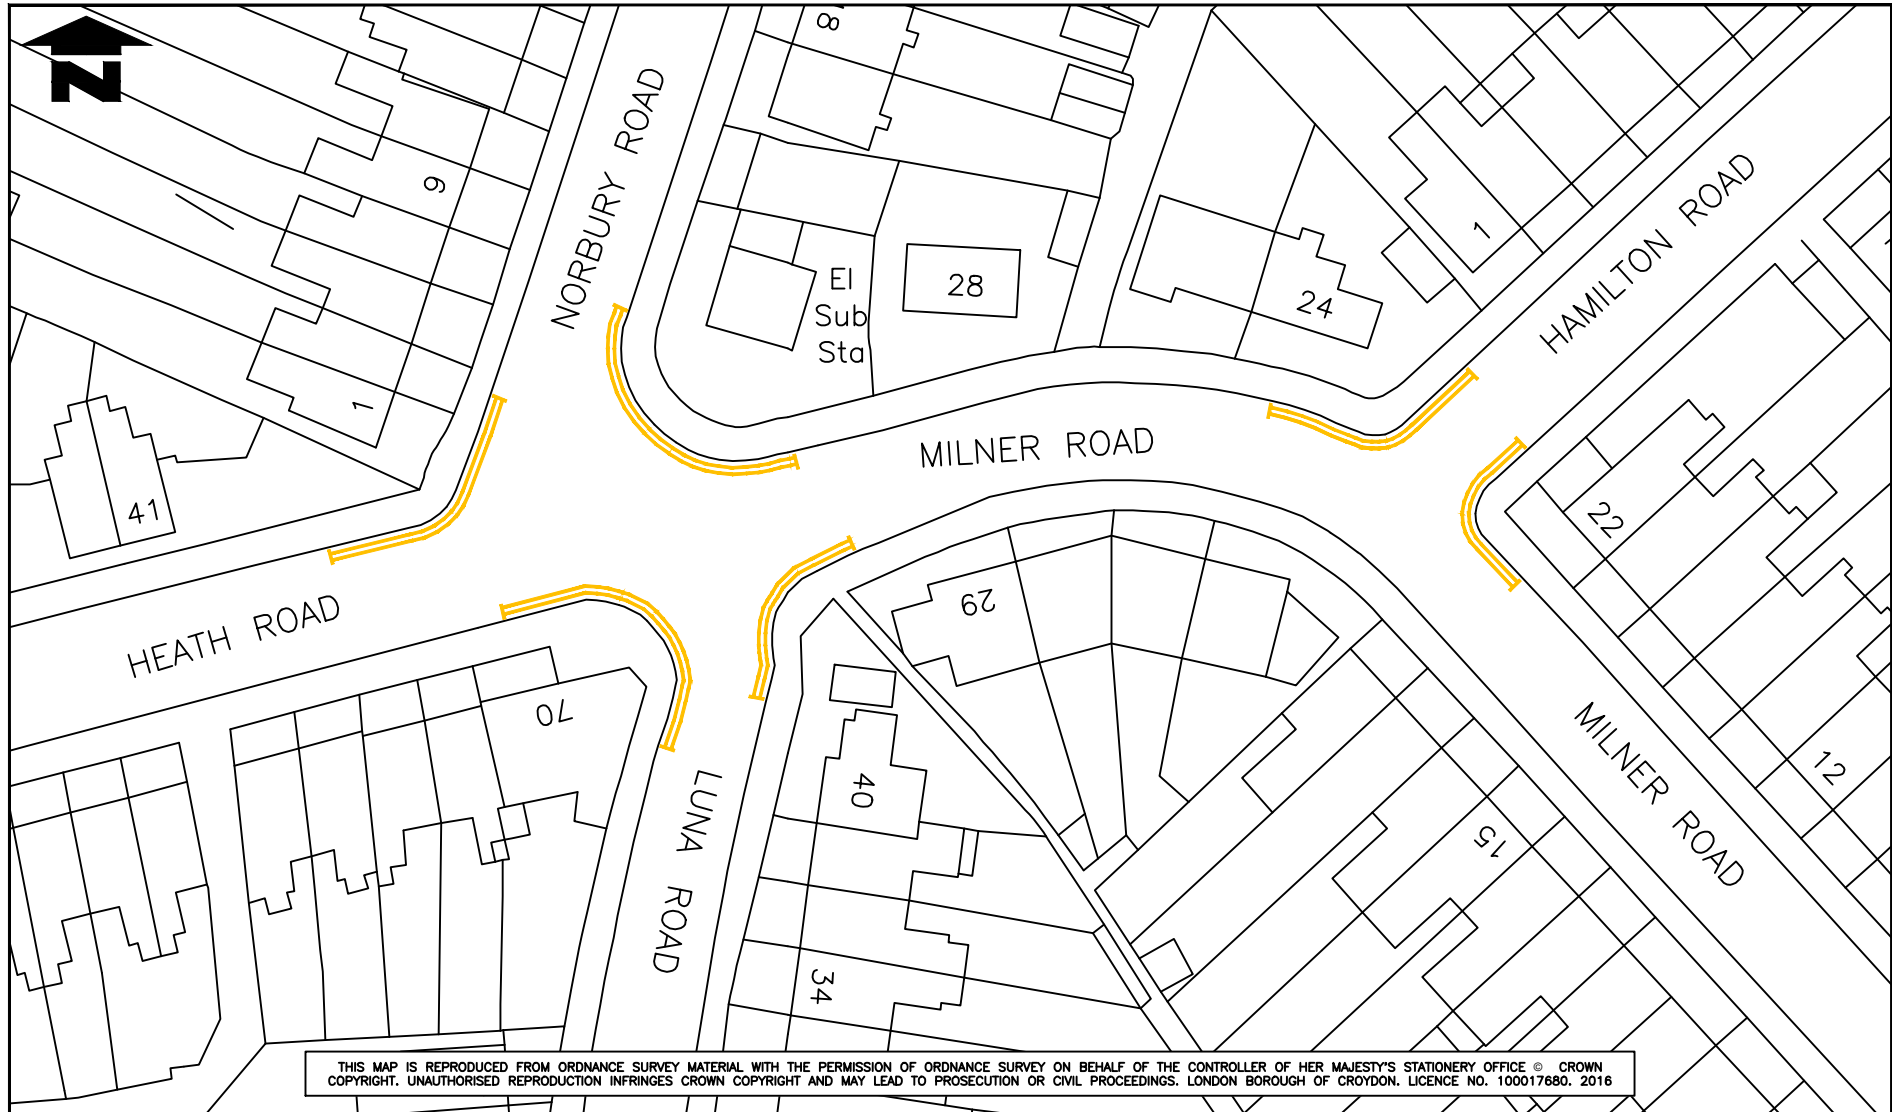 N
8
NORBURY ROAD
9
1
El
Sub
Sta
28
24
1
HAMILTON ROAD
MILNER ROAD
41
22
HEATH ROAD
29
70
40
LUNA ROAD
34
MILNER ROAD
12
15
THIS MAP IS REPRODUCED FROM ORDNANCE SURVEY MATERIAL WITH THE PERMISSION OF ORDNANCE SURVEY ON BEHALF OF THE CONTROLLER OF HER MAJESTY'S STATIONERY OFFICE © CROWN
COPYRIGHT. UNAUTHORISED REPRODUCTION INFRINGES CROWN COPYRIGHT AND MAY LEAD TO PROSECUTION OR CIVIL PROCEEDINGS. LONDON BOROUGH OF CROYDON. LICENCE NO. 100017680. 2016